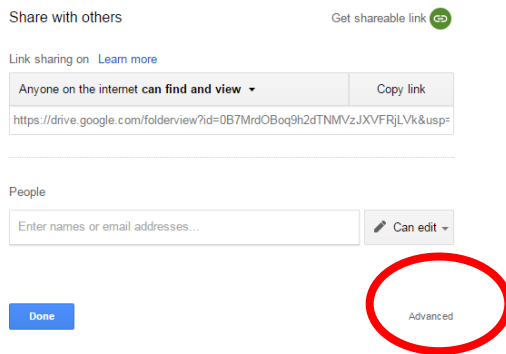 Share with others
Get shareable link
Link sharing on Learn more
Anyone on the internet can find and view
Copy link
https://drive.google.com/folderview?id=0B7MrdOBoq9h2dTNMVzJXVFRjLVk&usp=
People
Enter names or email addresses...
Can edit
Done
Advanced